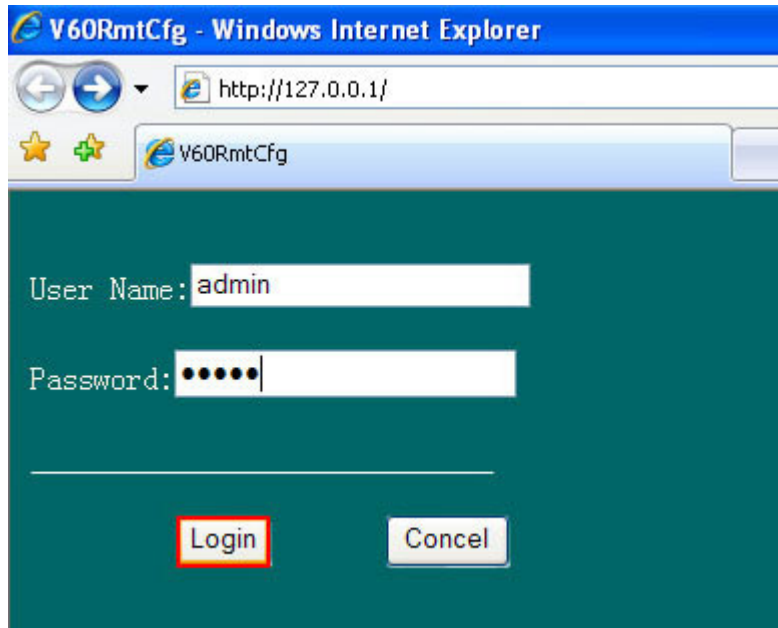 V60RmtCfg - Windows Internet Explorer
http://127.0.0.1/
V60RmtCfg
User Name: admin
Password: •••••
Login Concel